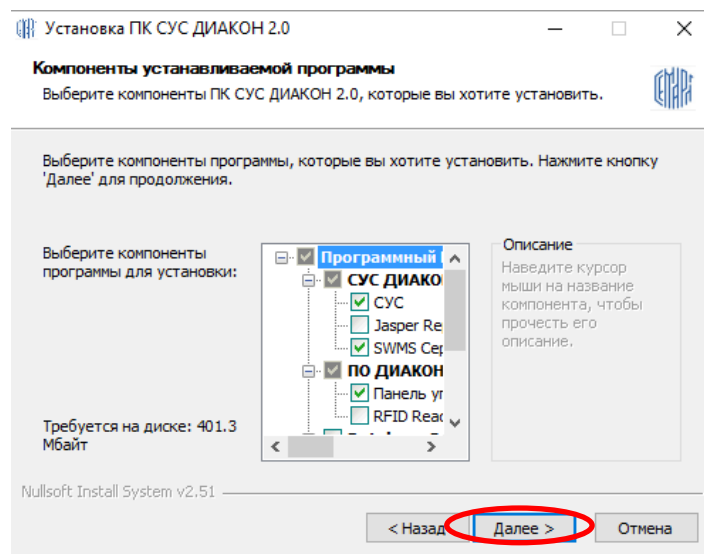 Установка ПК СУС ДИАКОН 2.0
Компоненты устанавливаемой программы
Выберите компоненты ПК СУС ДИАКОН 2.0, которые вы хотите установить.
Выберите компоненты программы, которые вы хотите установить. Нажмите кнопку
'Далее' для продолжения.
Выберите компоненты
программы для установки:
Программный
СУС ДИАКО
СУС
Jasper Re
SWMS Сер
ПО ДИАКОН
Панель уп
RFID Reac
Описание
Наведите курсор
мыши на название
компонента, чтобы
прочесть его
описание.
Требуется на диске: 401.3
Мбайт
Nullsoft Install System v2.51
< Назад
Далее >
Отмена